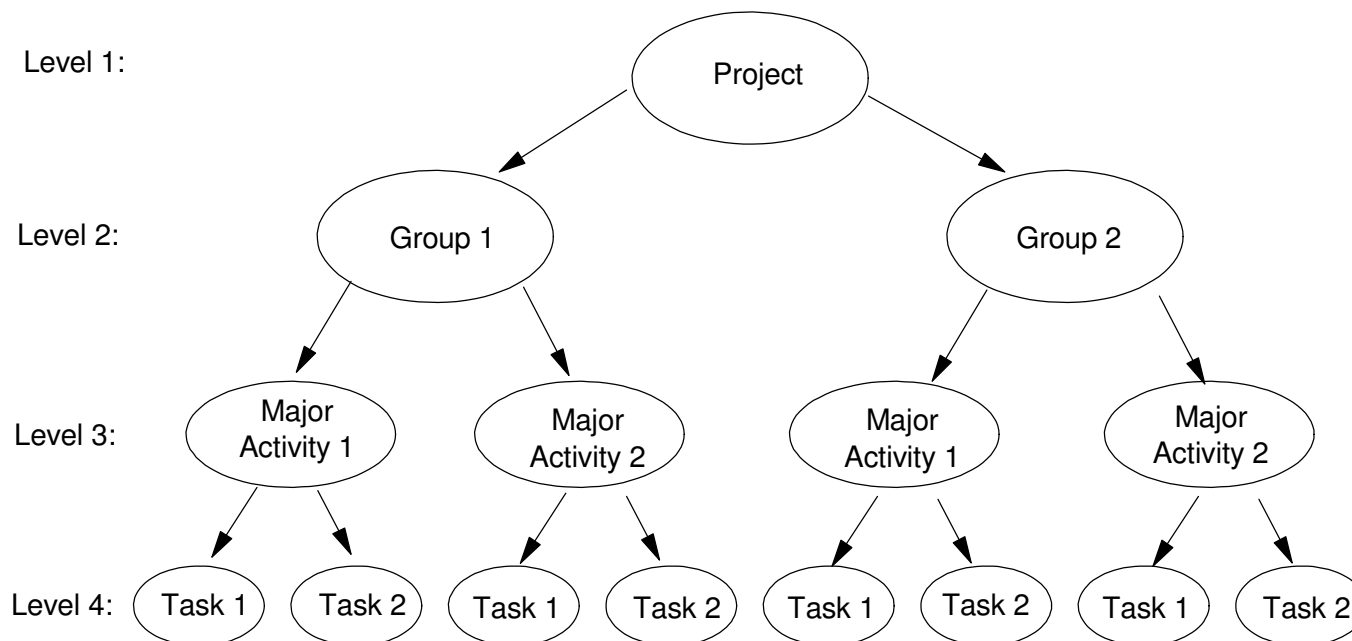 Level 1:
Project
Level 2:
Group 1
Group 2
Level 3:
Major
Activity 1
Major
Activity 2
Major
Activity 1
Major
Activity 2
Level 4:
Task 1
Task 2
Task 1
Task 2
Task 1
Task 2
Task 1
Task 2